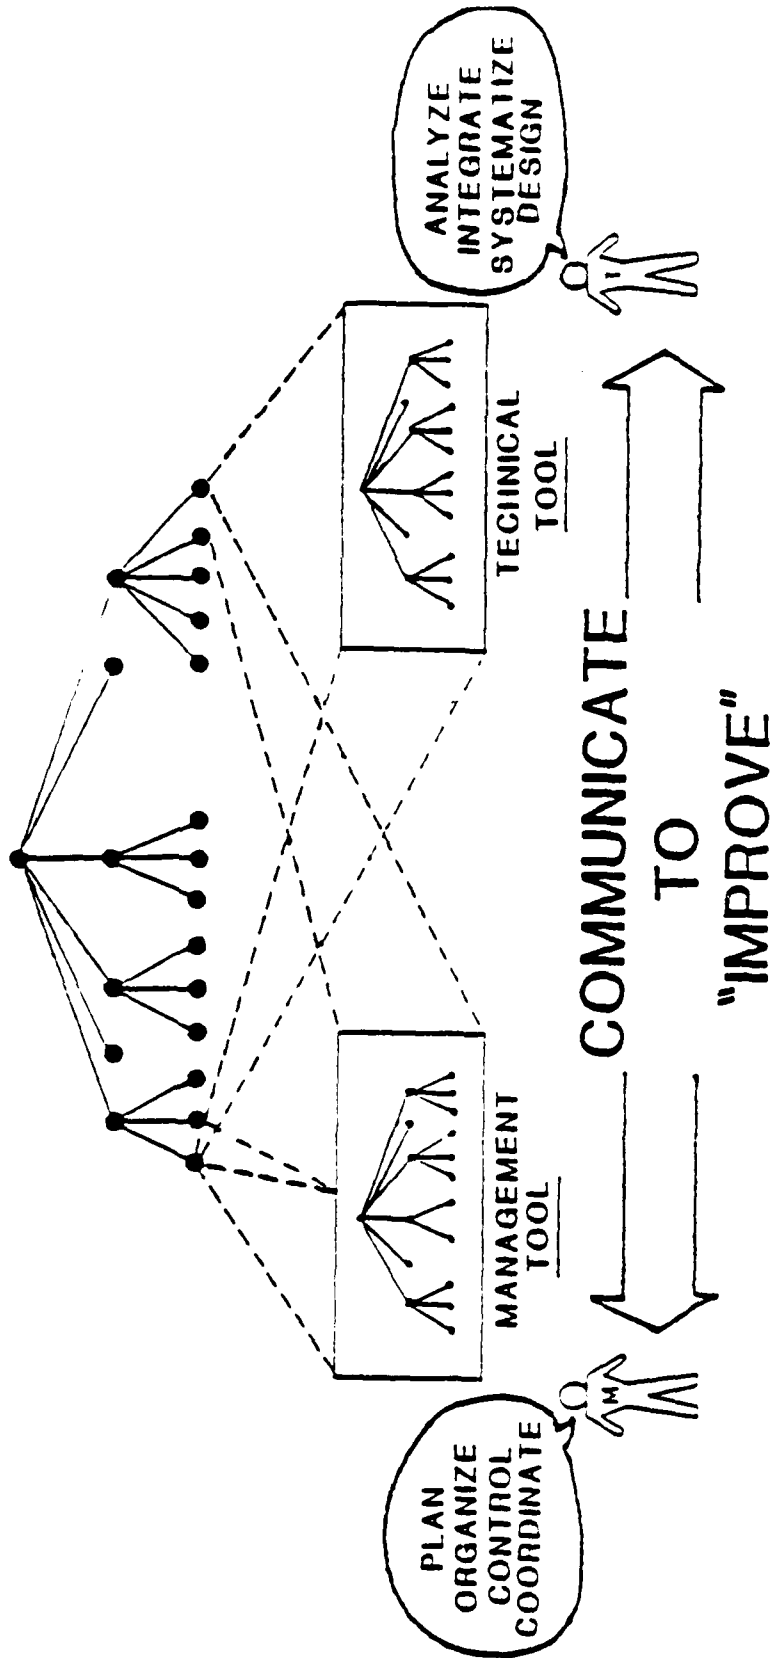 PLAN
ORGANIZE
CONTROL
COORDINATE
M
MANAGEMENT
TOOL
TECHNICAL
TOOL
ANALYZE
INTEGRATE
SYSTEMATIZE
DESIGN
COMMUNICATE
TO
"IMPROVE"